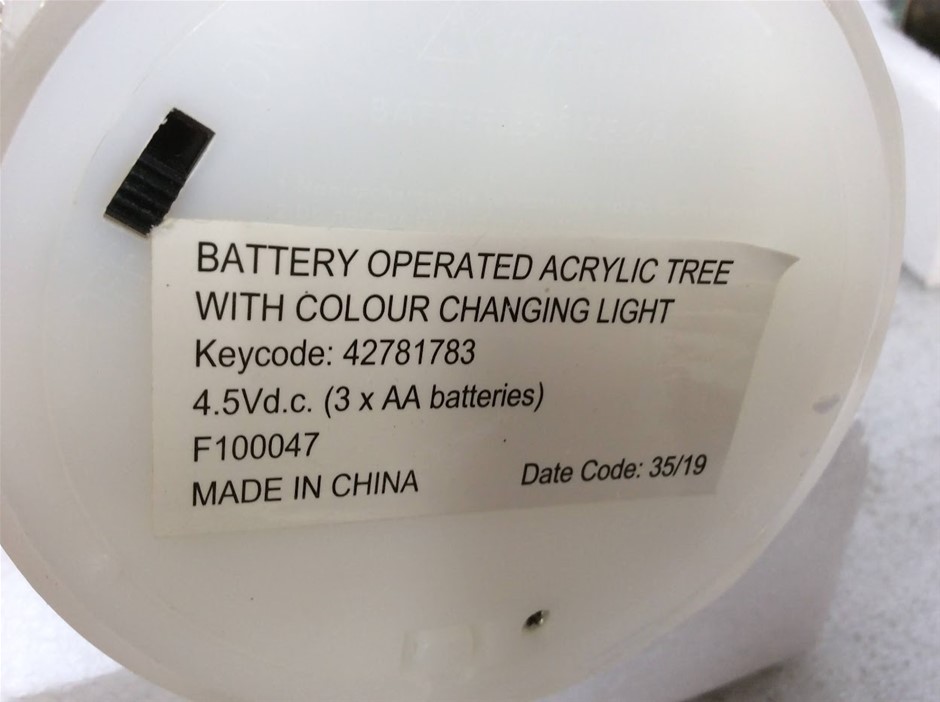 BATTERY OPERATED ACRYLIC TREE
WITH COLOUR CHANGING LIGHT
Keycode: 42781783
4.5Vd.c. (3 x AA batteries)
F100047
MADE IN CHINA
Date Code: 35/19